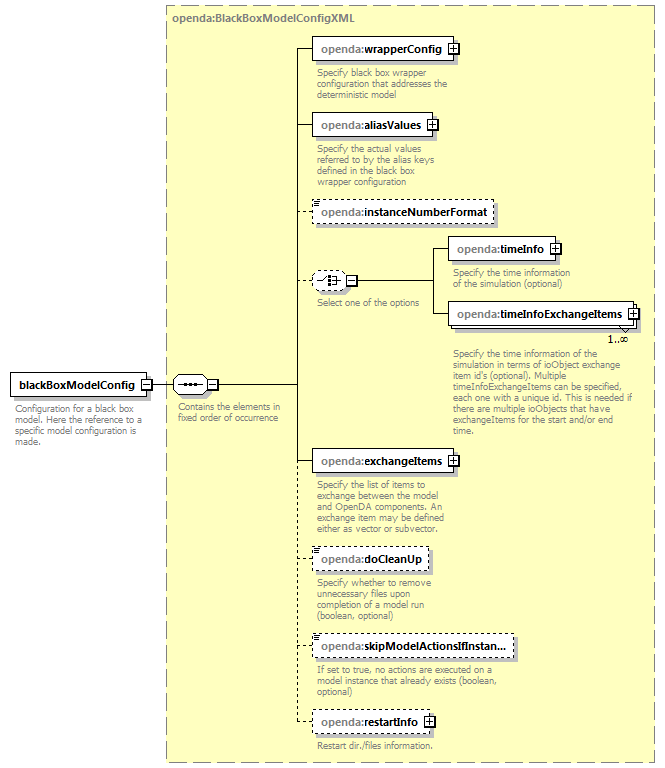 openda:BlackBoxModelConfigXML
openda:wrapperConfig
Specify black box wrapper
configuration that addresses the
deterministic model
openda:aliasValues
Specify the actual values
referred to by the alias keys
defined in the black box
wrapper configuration
openda:instanceNumberFormat
Select one of the options
openda:timeInfo
Specify the time information
of the simulation (optional)
openda:timeInfoExchangeItems
1..∞
Specify the time information of the
simulation in terms of ioObject exchange
item id's (optional). Multiple
timeInfoExchangeItems can be specified,
each one with a unique id. This is needed if
there are multiple ioObjects that have
exchangeItems for the start and/or end
time.
blackBoxModelConfig
Configuration for a black box
model. Here the reference to a
specific model configuration is
made.
Contains the elements in
fixed order of occurrence
openda:exchangeItems
Specify the list of items to
exchange between the model
and OpenDA components. An
exchange item may be defined
either as vector or subvector.
openda:doCleanUp
Specify whether to remove
unnecessary files upon
completion of a model run
(boolean, optional)
openda:skipModelActionsIfInstan...
If set to true, no actions are executed on a
model instance that already exists (boolean,
optional)
openda:restartInfo
Restart dir./files information.